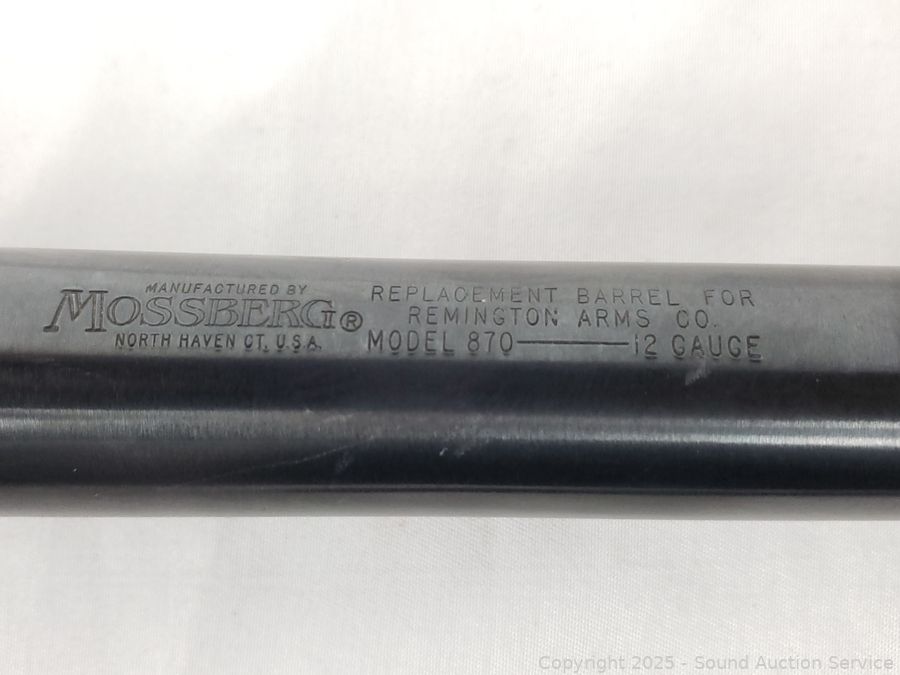 MANUFACTURED BY
MOSSBERG ®
NORTH HAVEN CT. U.S.A.
REPLACEMENT BARREL FOR
REMINGTON ARMS CO.
MODEL 870————12 GAUGE
Copyright 2025 - Sound Auction Service